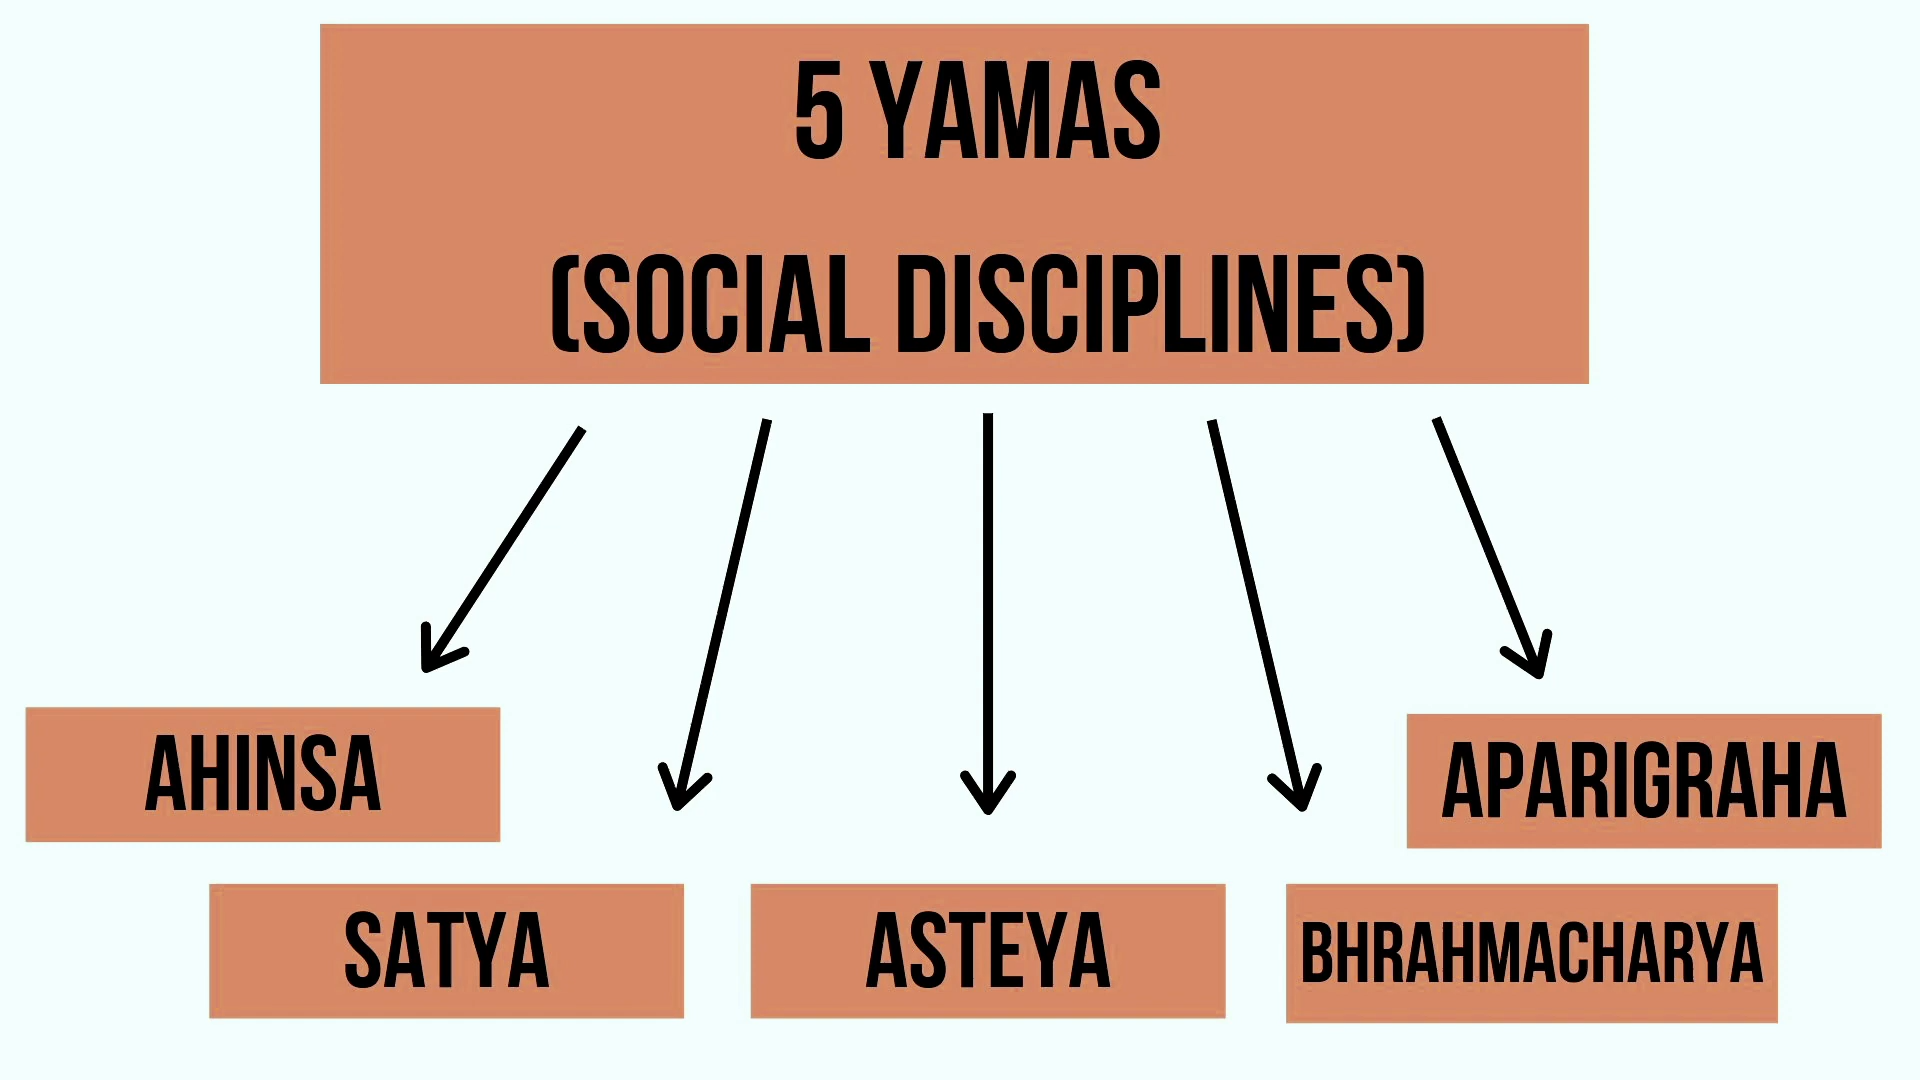 5 YAMAS
(SOCIAL DISCIPLINES)
AHINSA
SATYA
ASTEYA
BHRAHMACHARYA
APARIGRAHA